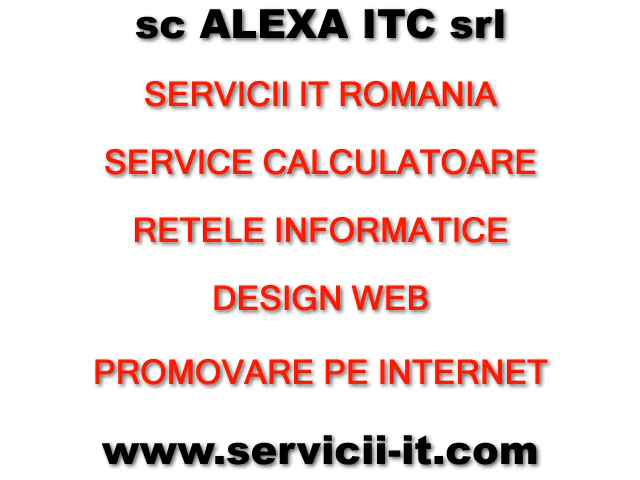 sc ALEXA ITC srl
SERVICII IT ROMANIA
SERVICE CALCULATOARE
RETELE INFORMATICE
DESIGN WEB
PROMOVARE PE INTERNET
www.servicii-it.com